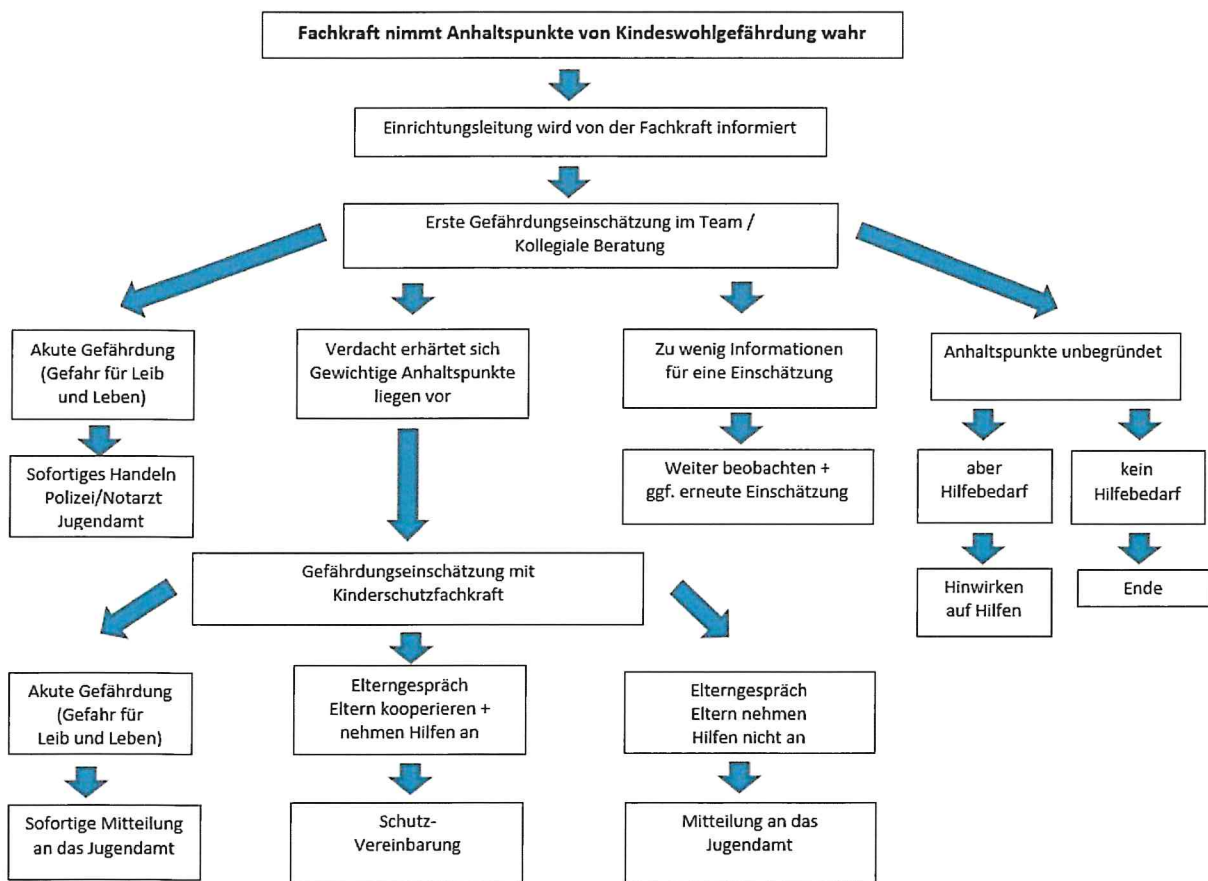 Fachkraft nimmt Anhaltspunkte von Kindeswohlgefährdung wahr
Einrichtungsleitung wird von der Fachkraft informiert
Erste Gefährdungseinschätzung im Team /
Kollegiale Beratung
Akute Gefährdung
(Gefahr für Leib
und Leben)
Verdacht erhärtet sich
Gewichtige Anhaltspunkte
liegen vor
Zu wenig Informationen
für eine Einschätzung
Anhaltspunkte unbegründet
Sofortiges Handeln
Polizei/Notarzt
Jugendamt
Weiter beobachten +
ggf. erneute Einschätzung
aber
Hilfebedarf
kein
Hilfebedarf
Gefährdungseinschätzung mit
Kinderschutzfachkraft
Hinwirken
auf Hilfen
Ende
Akute Gefährdung
(Gefahr für
Leib und Leben)
Elterngespräch
Eltern kooperieren +
nehmen Hilfen an
Elterngespräch
Eltern nehmen
Hilfen nicht an
Sofortige Mitteilung
an das Jugendamt
Schutz-
Vereinbarung
Mitteilung an das
Jugendamt